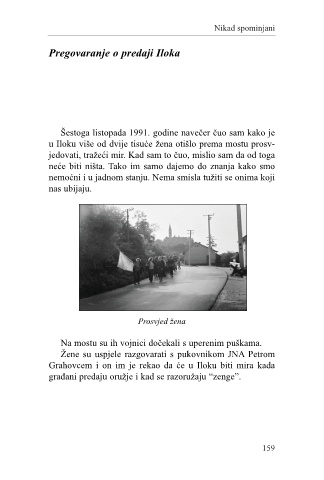 Nikad spominjani
Pregovaranje o predaji Iloka
Šestoga listopada 1991. godine navečer čuo sam kako je
u Iloku više od dvije tisuće žena otišlo prema mostu prosv-
jedovati, tražeći mir. Kad sam to čuo, mislio sam da od toga
neće biti ništa. Tako im samo dajemo do znanja kako smo
nemoćni i u jadnom stanju. Nema smisla tužiti se onima koji
nas ubijaju.
Prosvjed žena
Na mostu su ih vojnici dočekali s uperenim puškama.
Žene su uspjele razgovarati s pukovnikom JNA Petrom
Grahovcem i on im je rekao da će u Iloku biti mira kada
građani predaju oružje i kad se razoružaju “zenge”.
159